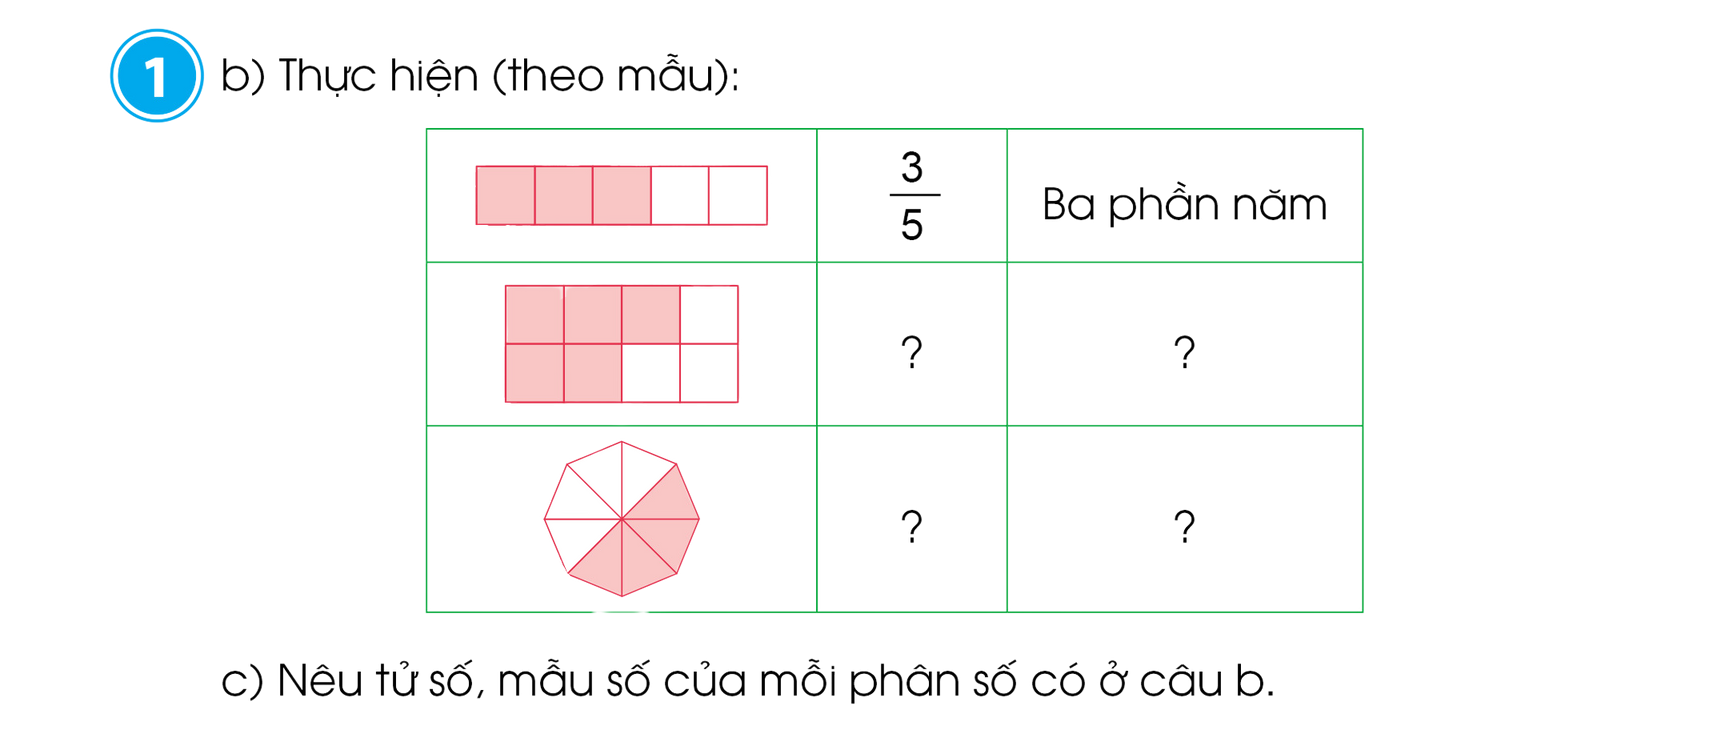 1 b) Thực hiện (theo mẫu):
3
5
Ba phần năm
? ?
? ?
c) Nêu tử số, mẫu số của mỗi phân số có ở câu b.